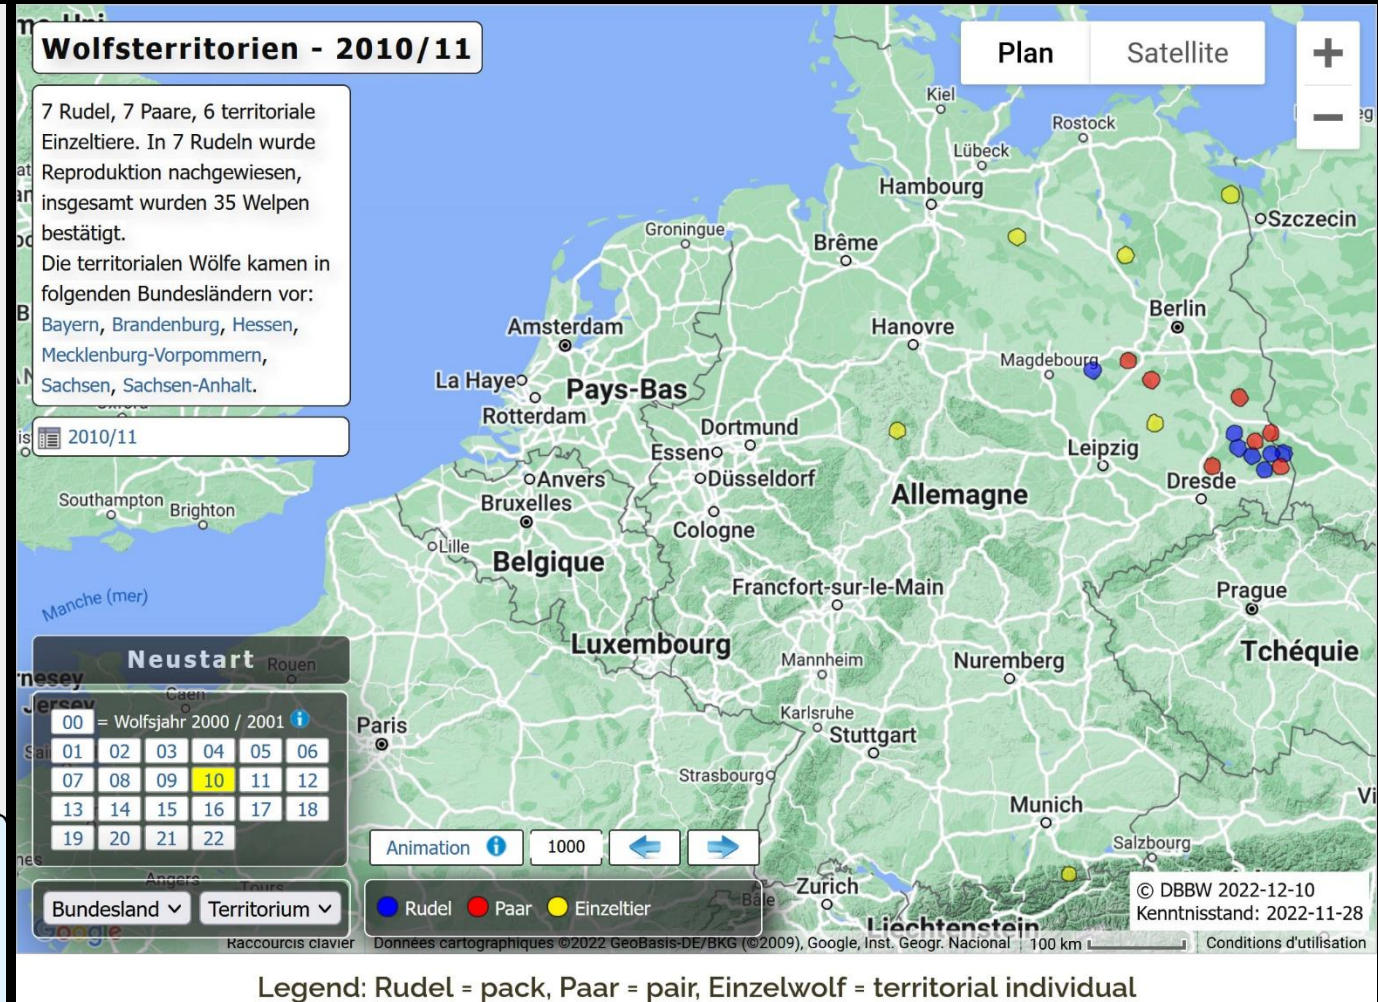 Wolfsterritorien - 2010/11
7 Rudel, 7 Paare, 6 territoriale
Einzeltiere. In 7 Rudeln wurde
Reproduktion nachgewiesen,
insgesamt wurden 35 Welpen
bestätigt.
Die territorialen Wölfe kamen in
folgenden Bundesländern vor:
Bayern, Brandenburg, Hessen,
Mecklenburg-Vorpommern,
Sachsen, Sachsen-Anhalt.
2010/11
Plan Satellite
+
−
Kiel
Rostock
Lübeck
Hambourg
Szczecin
Groningue
Brême
Berlin
Amsterdam
Hanovre
Magdebourg
La Haye
Pays-Bas
Rotterdam
Dortmund
Essen
Leipzig
Anvers
Düsseldorf
Dresde
Southampton
Brighton
Bruxelles
Allemagne
Cologne
Lille
Belgique
Manche (mer)
Francfort-sur-le-Main
Prague
Luxembourg
Mannheim
Nuremberg
Tchéquie
Rouen
Jersey
Caen
Karlsruhe
Paris
Stuttgart
Strasbourg
Munich
Salzbourg
Zurich
Bâle
Liechtenstein
Angers
Tours
Neustart
00 = Wolfsjahr 2000 / 2001
01 02 03 04 05 06
07 08 09 10 11 12
13 14 15 16 17 18
19 20 21 22
Animation 1000
Bundesland Territorium
Rudel Paar Einzeltier
© DBBW 2022-12-10
Kenntnisstand: 2022-11-28
Google
Raccourcis clavier Données cartographiques ©2022 GeoBasis-DE/BKG (©2009), Google, Inst. Geogr. Nacional 100 km Conditions d'utilisation
Legend: Rudel = pack, Paar = pair, Einzelwolf = territorial individual